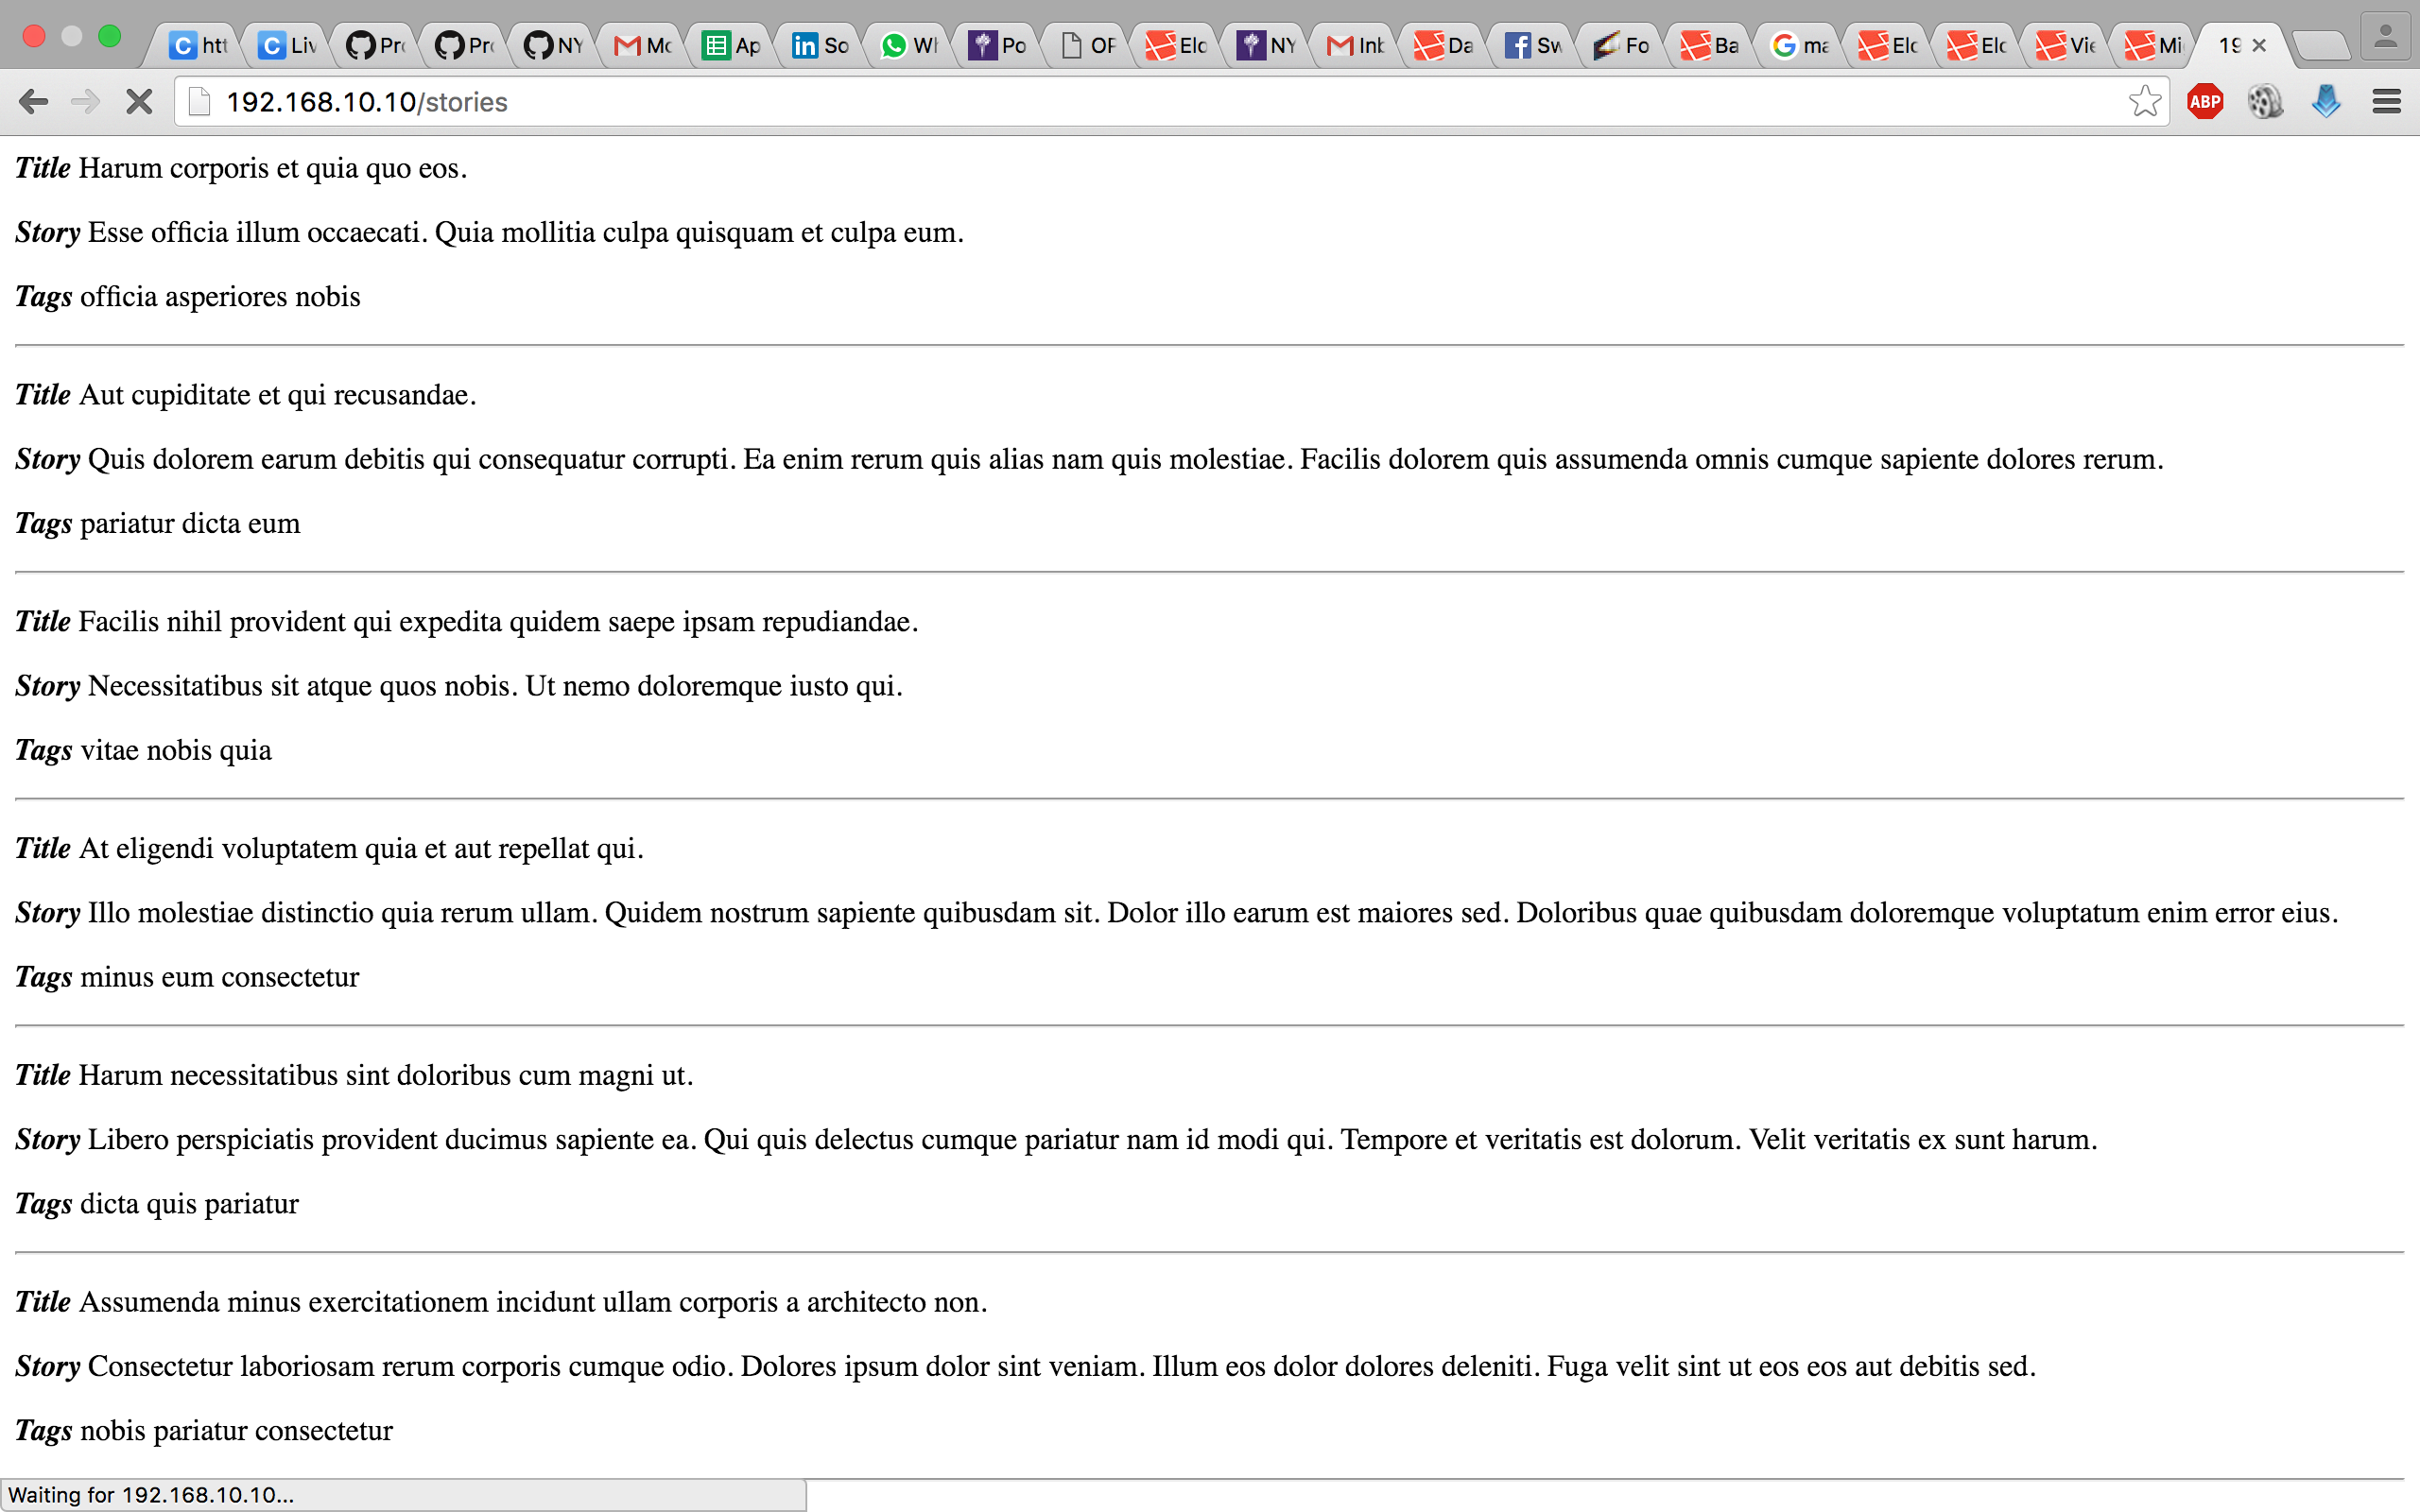 htt Liv Pro Pro NY Mo Ap So Wh Po OF Elo NY Int Da Sw Fo Ba ma Elo Elo Vie Mi 19
192.168.10.10/stories
ABP
Title Harum corporis et quia quo eos.
Story Esse officia illum occaecati. Quia mollitia culpa quisquam et culpa eum.
Tags officia asperiores nobis
Title Aut cupiditate et qui recusandae.
Story Quis dolorem earum debitis qui consequatur corrupti. Ea enim rerum quis alias nam quis molestiae. Facilis dolorem quis assumenda omnis cumque sapiente dolores rerum.
Tags pariatur dicta eum
Title Facilis nihil provident qui expedita quidem saepe ipsam repudiandae.
Story Necessitatibus sit atque quos nobis. Ut nemo doloremque iusto qui.
Tags vitae nobis quia
Title At eligendi voluptatem quia et aut repellat qui.
Story Illo molestiae distinctio quia rerum ullam. Quidem nostrum sapiente quibusdam sit. Dolor illo earum est maiores sed. Doloribus quae quibusdam doloremque voluptatum enim error eius.
Tags minus eum consectetur
Title Harum necessitatibus sint doloribus cum magni ut.
Story Libero perspiciatis provident ducimus sapiente ea. Qui quis delectus cumque pariatur nam id modi qui. Tempore et veritatis est dolorum. Velit veritatis ex sunt harum.
Tags dicta quis pariatur
Title Assumenda minus exercitationem incidunt ullam corporis a architecto non.
Story Consectetur laboriosam rerum corporis cumque odio. Dolores ipsum dolor sint veniam. Illum eos dolor dolores deleniti. Fuga velit sint ut eos eos aut debitis sed.
Tags nobis pariatur consectetur
Waiting for 192.168.10.10...